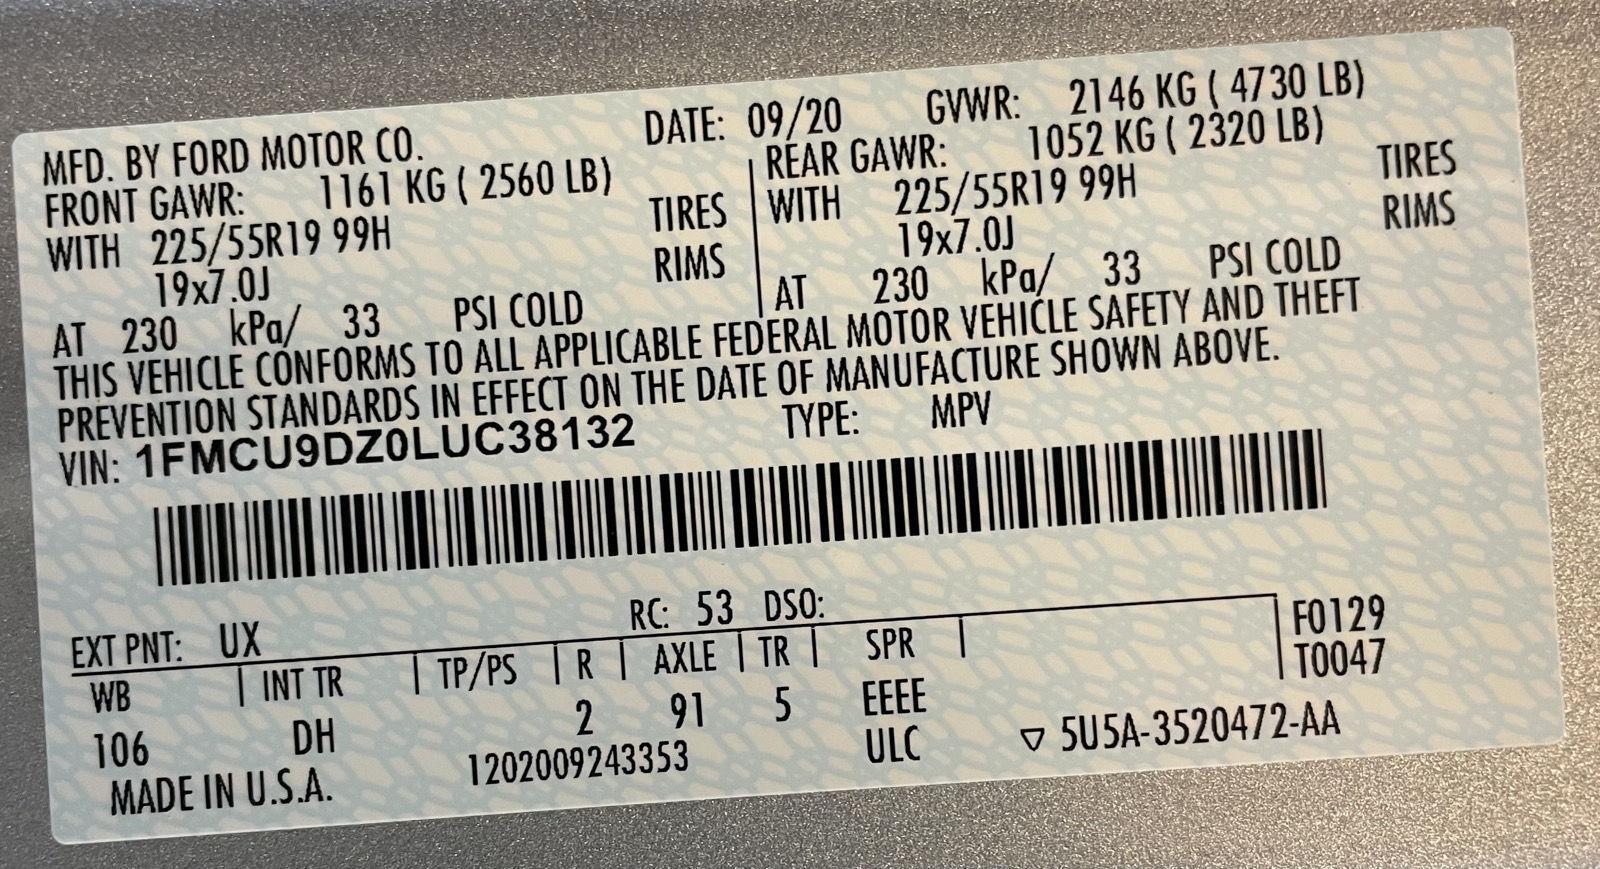 MFD. BY FORD MOTOR CO. DATE: 09/20 GVWR: 2146 KG ( 4730 LB)
FRONT GAWR: 1161 KG ( 2560 LB) REAR GAWR: 1052 KG ( 2320 LB)
WITH 225/55R19 99H TIRES WITH 225/55R19 99H TIRES
19x7.0J RIMS 19x7.0J RIMS
AT 230 kPa/ 33 PSI COLD AT 230 kPa/ 33 PSI COLD
THIS VEHICLE CONFORMS TO ALL APPLICABLE FEDERAL MOTOR VEHICLE SAFETY AND THEFT
PREVENTION STANDARDS IN EFFECT ON THE DATE OF MANUFACTURE SHOWN ABOVE.
VIN: 1FMCU9DZ0LUC38132 TYPE: MPV
EXT PNT: UX RC: 53 DSO: F0129
WB | INT TR | TP/PS | R | AXLE | TR | SPR | T0047
106 DH 2 91 5 EEEE
MADE IN U.S.A. 1202009243353 ULC ▽ 5U5A-3520472-AA